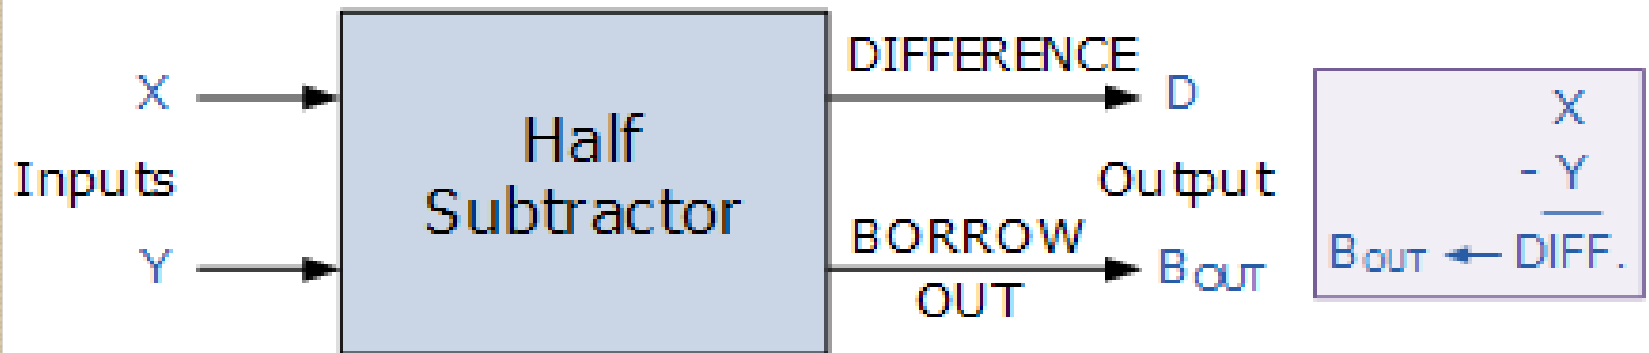 X
Inputs
Y
Half
Subtractor
DIFFERENCE
D
Output
BORROW
OUT
BOUT
X
- Y
BOUT ← DIFF.